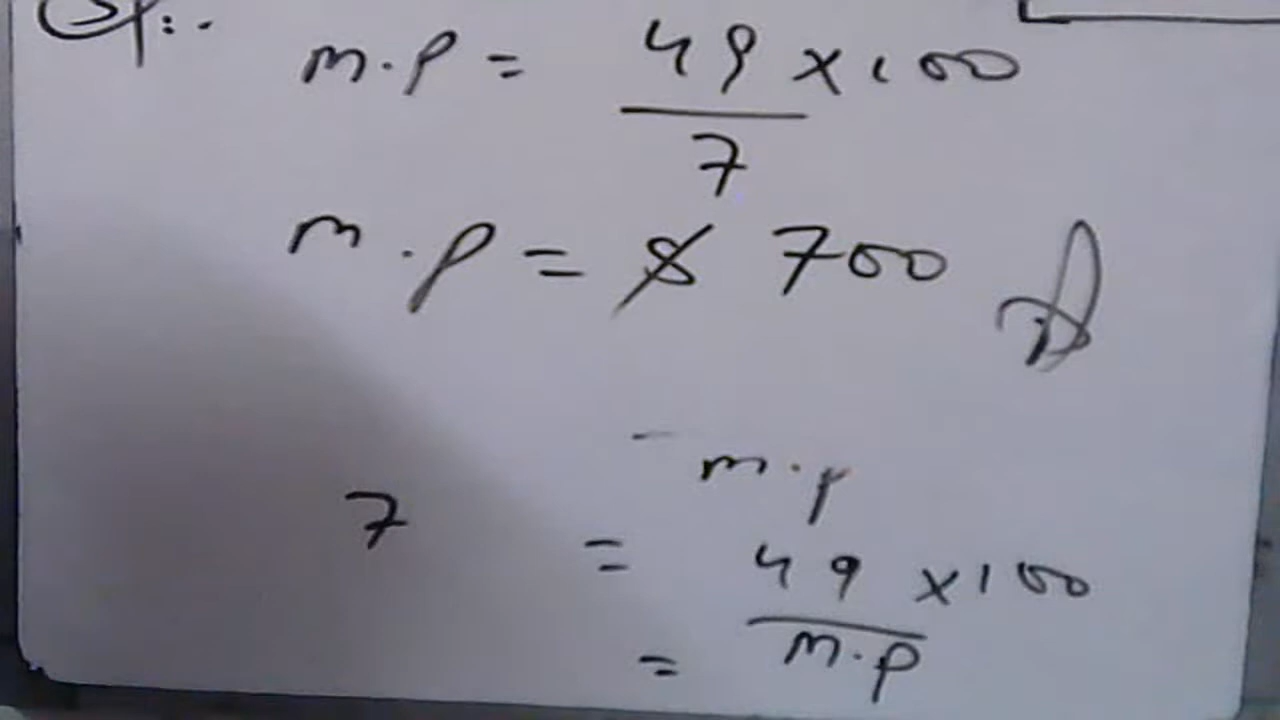 m.p = 49/7 × 100
m.p = 700
m.p
7 = 49/m.p × 100
=